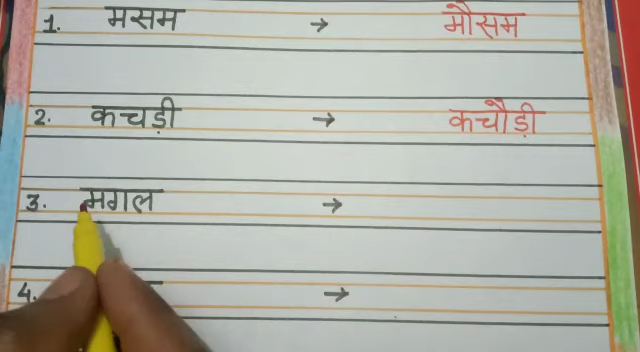 1. मसम → मौसम
2. कचड़ी → कचौड़ी
3. मगल →
4. →